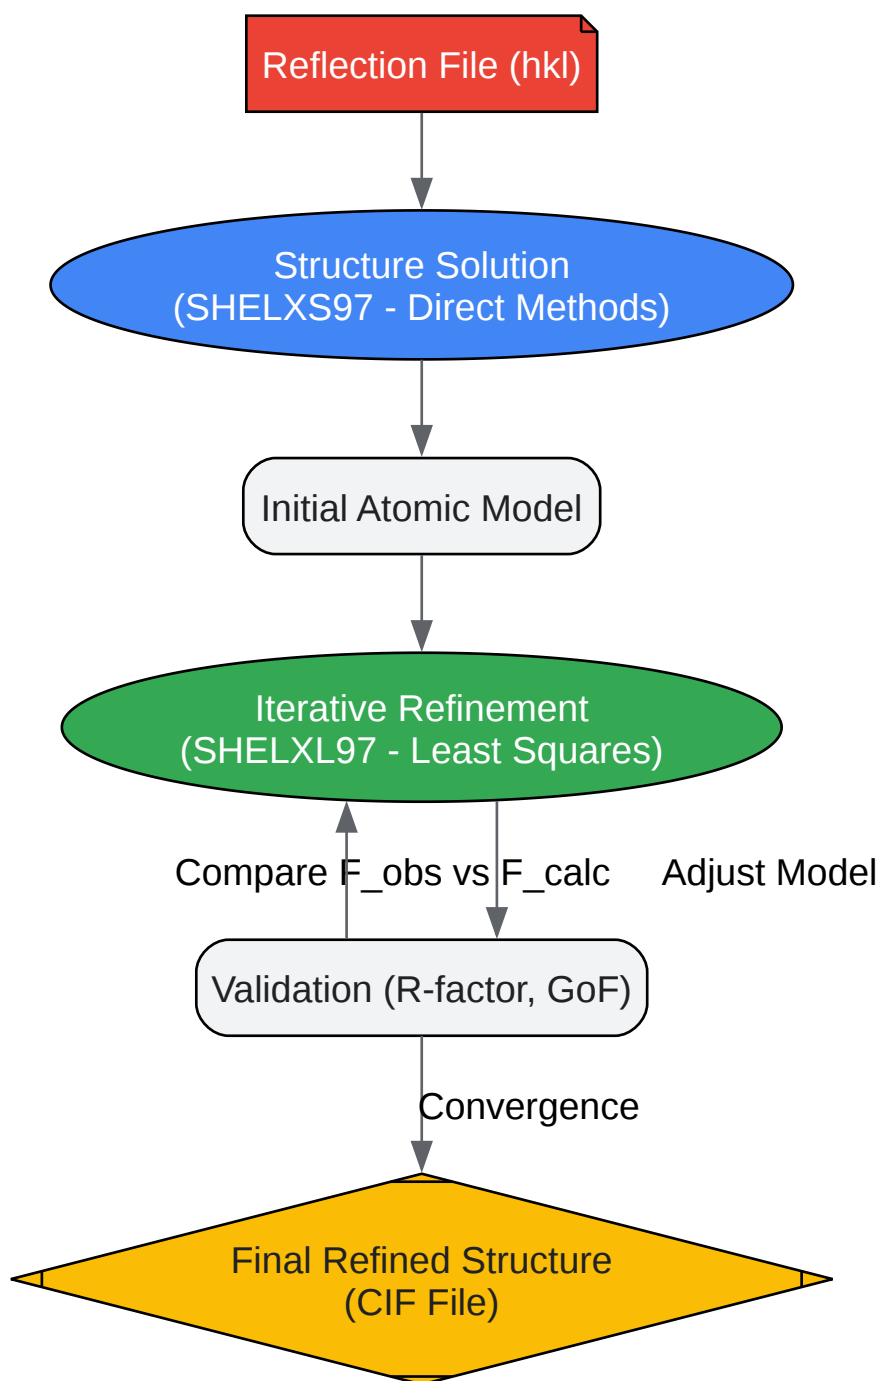 Reflection File (hkl)
Structure Solution
(SHELXS97 - Direct Methods)
Initial Atomic Model
Iterative Refinement
(SHELXL97 - Least Squares)
Compare F_obs vs F_calc
Adjust Model
Validation (R-factor, GoF)
Convergence
Final Refined Structure
(CIF File)